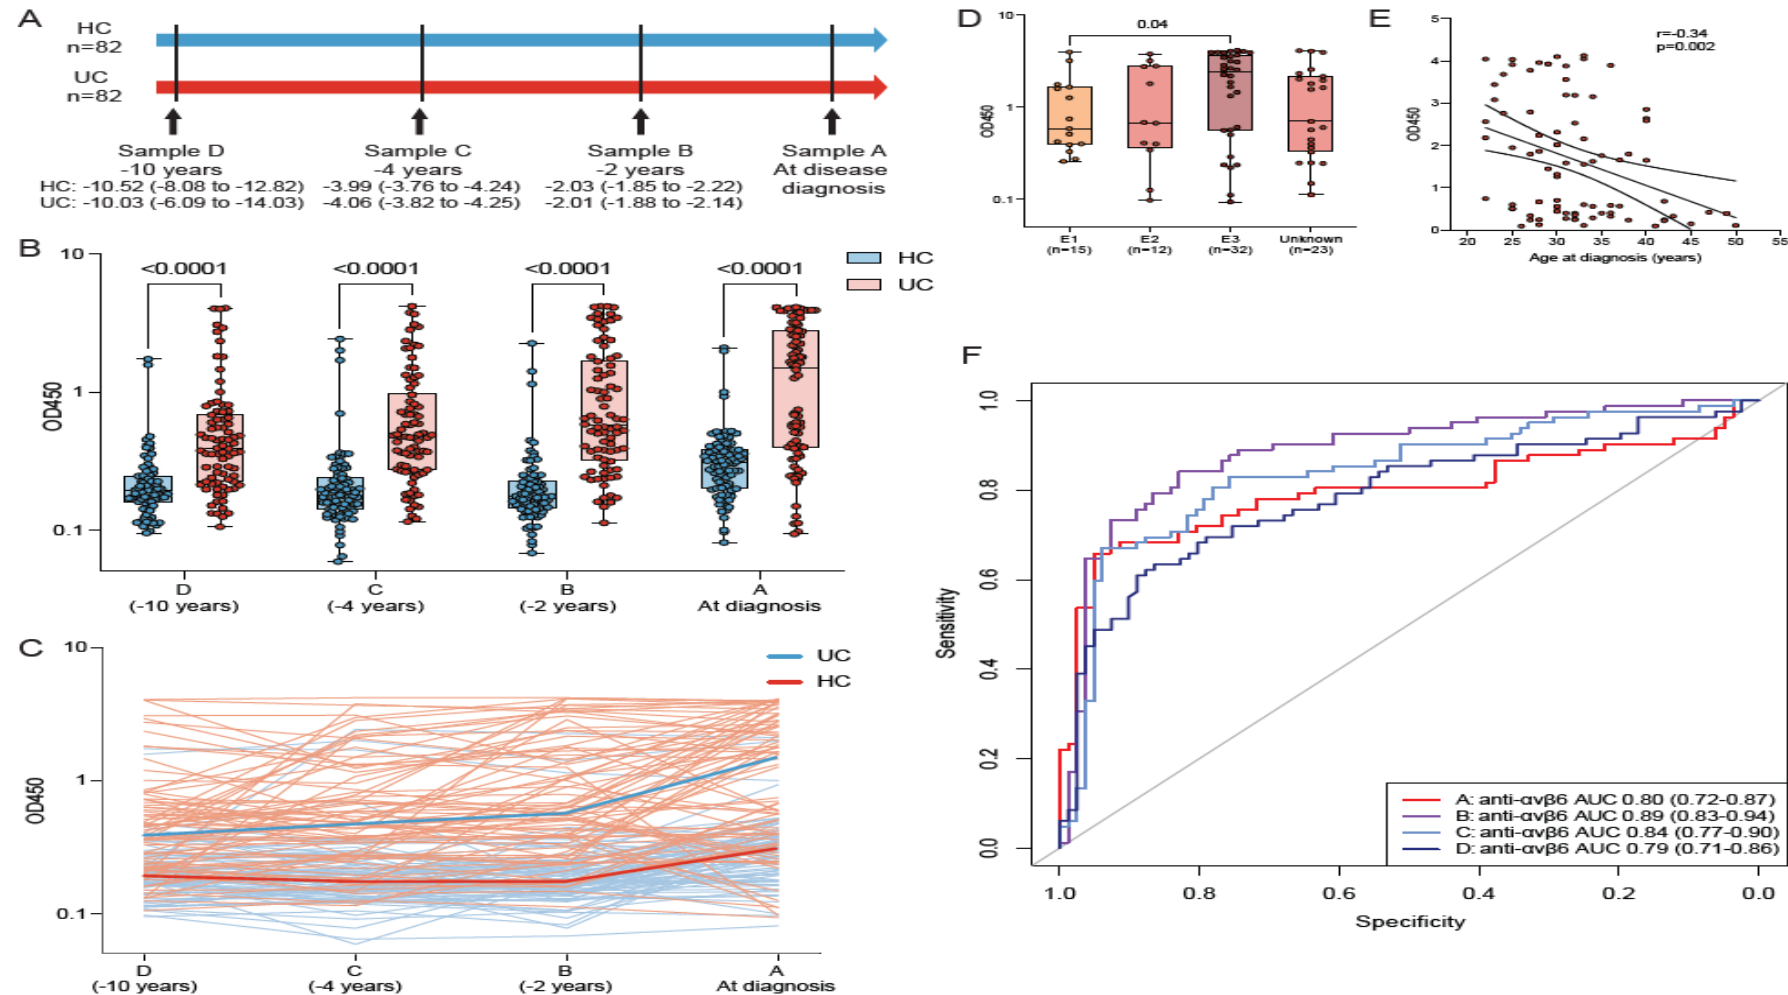 A
HC
n=82
UC
n=82
Sample D
-10 years
HC: -10.52 (-8.08 to -12.82)
UC: -10.03 (-6.09 to -14.03)
Sample C
-4 years
-3.99 (-3.76 to -4.24)
-4.06 (-3.82 to -4.25)
Sample B
-2 years
-2.03 (-1.85 to -2.22)
-2.01 (-1.88 to -2.14)
Sample A
At disease
diagnosis
B
10
1
0.1
OD450
<0.0001
<0.0001
<0.0001
<0.0001
HC
UC
D
(-10 years)
C
(-4 years)
B
(-2 years)
A
At diagnosis
C
10
1
0.1
OD450
UC
HC
D
(-10 years)
C
(-4 years)
B
(-2 years)
A
At diagnosis
D
10
1
0.1
OD450
0.04
E1
(n=15)
E2
(n=12)
E3
(n=32)
Unknown
(n=23)
E
5
4
3
2
1
0
OD450
r=-0.34
p=0.002
20 25 30 35 40 45 50 55
Age at diagnosis (years)
F
1.0
0.8
0.6
0.4
0.2
0.0
Sensitivity
A: anti-αvβ6 AUC 0.80 (0.72-0.87)
B: anti-αvβ6 AUC 0.89 (0.83-0.94)
C: anti-αvβ6 AUC 0.84 (0.77-0.90)
D: anti-αvβ6 AUC 0.79 (0.71-0.86)
1.0 0.8 0.6 0.4 0.2 0.0
Specificity